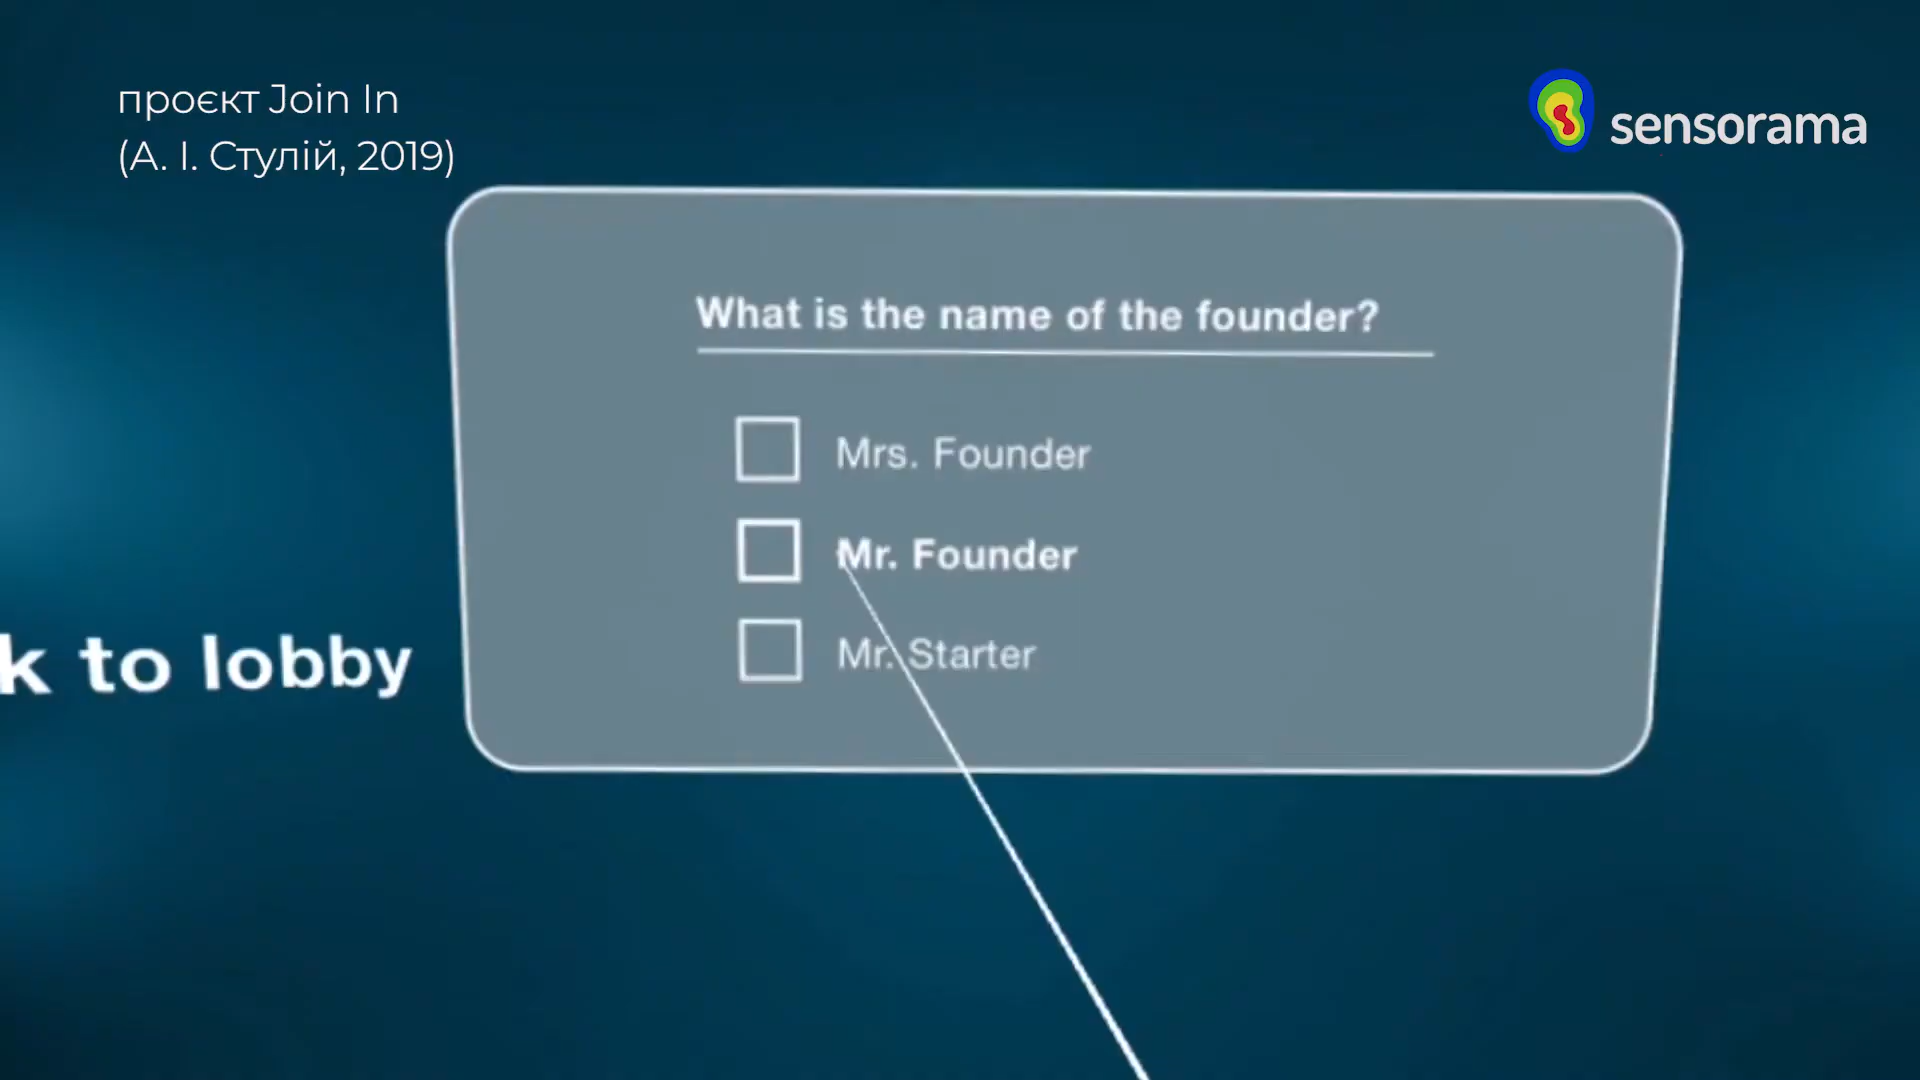 проєкт Join In
(А. І. Стулій, 2019)
sensorama
What is the name of the founder?
Mrs. Founder
Mr. Founder
Mr. Starter
k to lobby